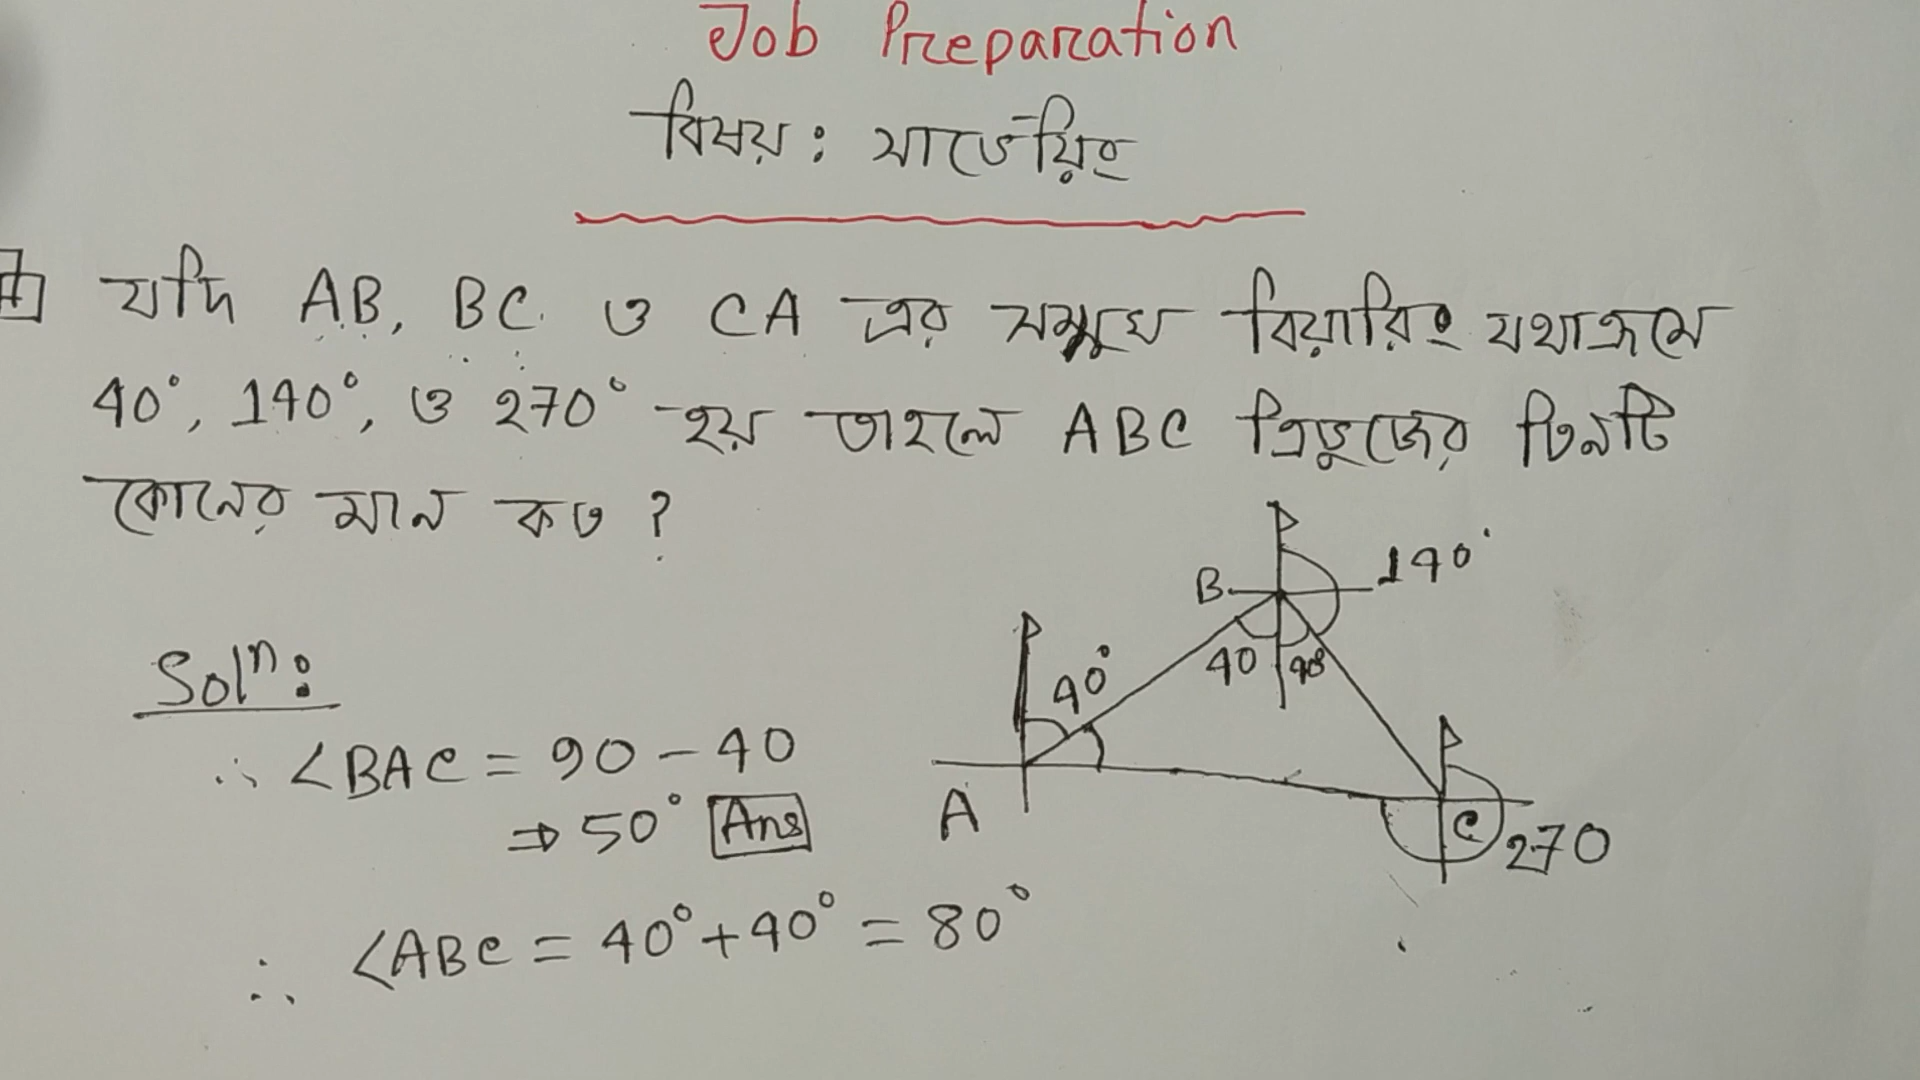 Job Preparation
বিষয় : সার্ভেয়িং
যদি AB, BC ও CA এর সম্মুখ বিয়ারিং যথাক্রমে
40°, 140°, ও 270° হয় তাহলে ABC ত্রিভুজের তিনটি
কোনের মান কত ?
B
140°
40°
40
40
A
C
270
Solⁿ:
∴ <BAC = 90 - 40
⇒ 50° Ans
∴ <ABC = 40° + 40° = 80°